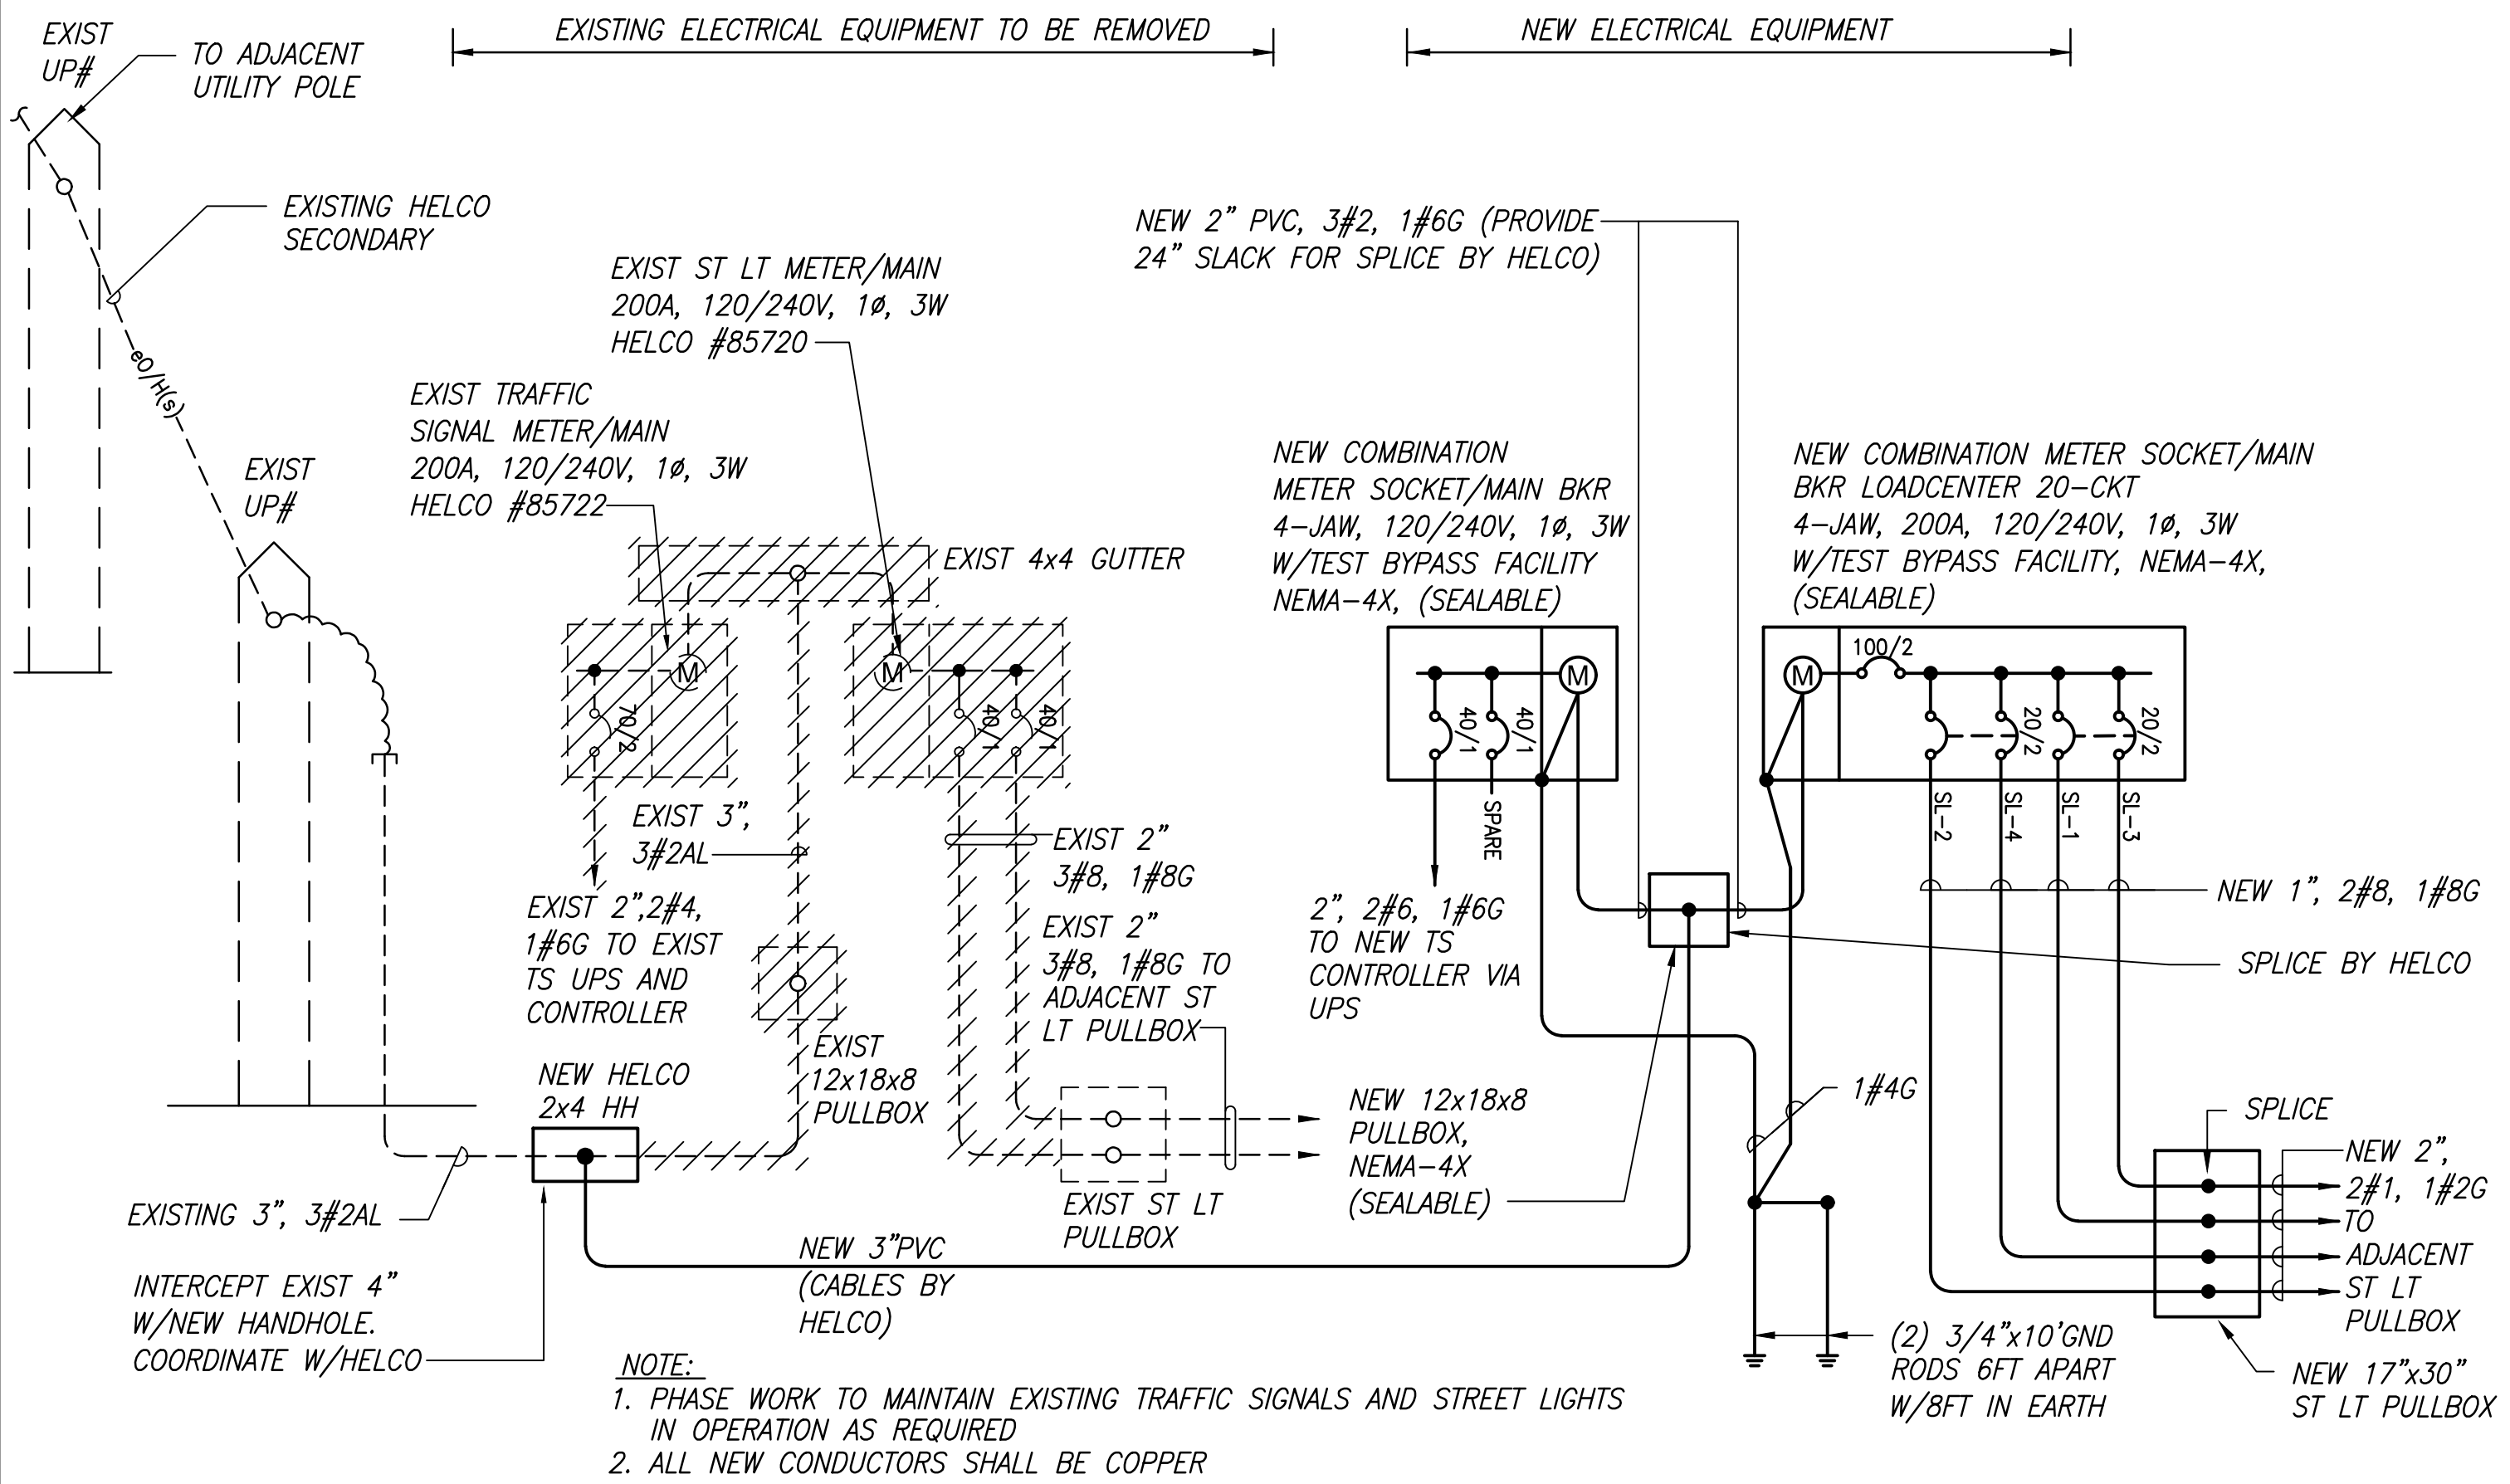 EXIST
UP#
TO ADJACENT
UTILITY POLE
EXISTING ELECTRICAL EQUIPMENT TO BE REMOVED
NEW ELECTRICAL EQUIPMENT
EXISTING HELCO
SECONDARY
eO/H(s)
EXIST
UP#
EXIST ST LT METER/MAIN
200A, 120/240V, 1ø, 3W
HELCO #85720
EXIST TRAFFIC
SIGNAL METER/MAIN
200A, 120/240V, 1ø, 3W
HELCO #85722
EXIST 4x4 GUTTER
M
M
70/2
40/1
40/1
EXIST 3",
3#2AL
EXIST 2",2#4,
1#6G TO EXIST
TS UPS AND
CONTROLLER
EXIST 2"
3#8, 1#8G
EXIST 2"
3#8, 1#8G TO
ADJACENT ST
LT PULLBOX
EXIST
12x18x8
PULLBOX
NEW HELCO
2x4 HH
EXISTING 3", 3#2AL
EXIST ST LT
PULLBOX
INTERCEPT EXIST 4"
W/NEW HANDHOLE.
COORDINATE W/HELCO
NEW 3"PVC
(CABLES BY
HELCO)
NEW 2" PVC, 3#2, 1#6G (PROVIDE
24" SLACK FOR SPLICE BY HELCO)
NEW COMBINATION
METER SOCKET/MAIN BKR
4-JAW, 120/240V, 1ø, 3W
W/TEST BYPASS FACILITY
NEMA-4X, (SEALABLE)
NEW COMBINATION METER SOCKET/MAIN
BKR LOADCENTER 20-CKT
4-JAW, 200A, 120/240V, 1ø, 3W
W/TEST BYPASS FACILITY, NEMA-4X,
(SEALABLE)
M
40/1
40/1
SPARE
M
100/2
20/2
20/2
SL-2
SL-4
SL-1
SL-3
2", 2#6, 1#6G
TO NEW TS
CONTROLLER VIA
UPS
NEW 1", 2#8, 1#8G
SPLICE BY HELCO
NEW 12x18x8
PULLBOX,
NEMA-4X
(SEALABLE)
1#4G
SPLICE
NEW 2",
2#1, 1#2G
TO
ADJACENT
ST LT
PULLBOX
(2) 3/4"x10'GND
RODS 6FT APART
W/8FT IN EARTH
NEW 17"x30"
ST LT PULLBOX
NOTE:
1. PHASE WORK TO MAINTAIN EXISTING TRAFFIC SIGNALS AND STREET LIGHTS
IN OPERATION AS REQUIRED
2. ALL NEW CONDUCTORS SHALL BE COPPER